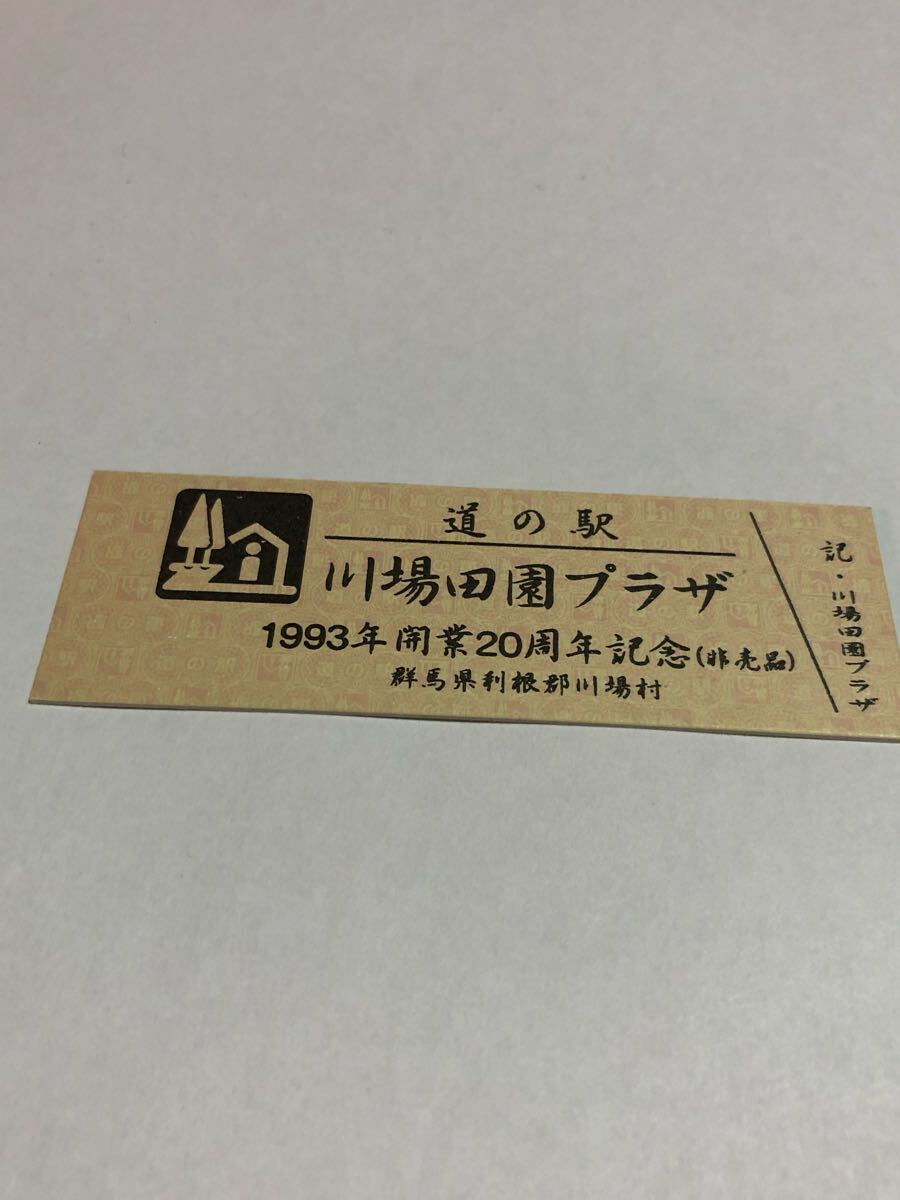 道の駅
川場田園プラザ
1993年開業20周年記念(非売品)
群馬県利根郡川場村
記・川場田園プラザ